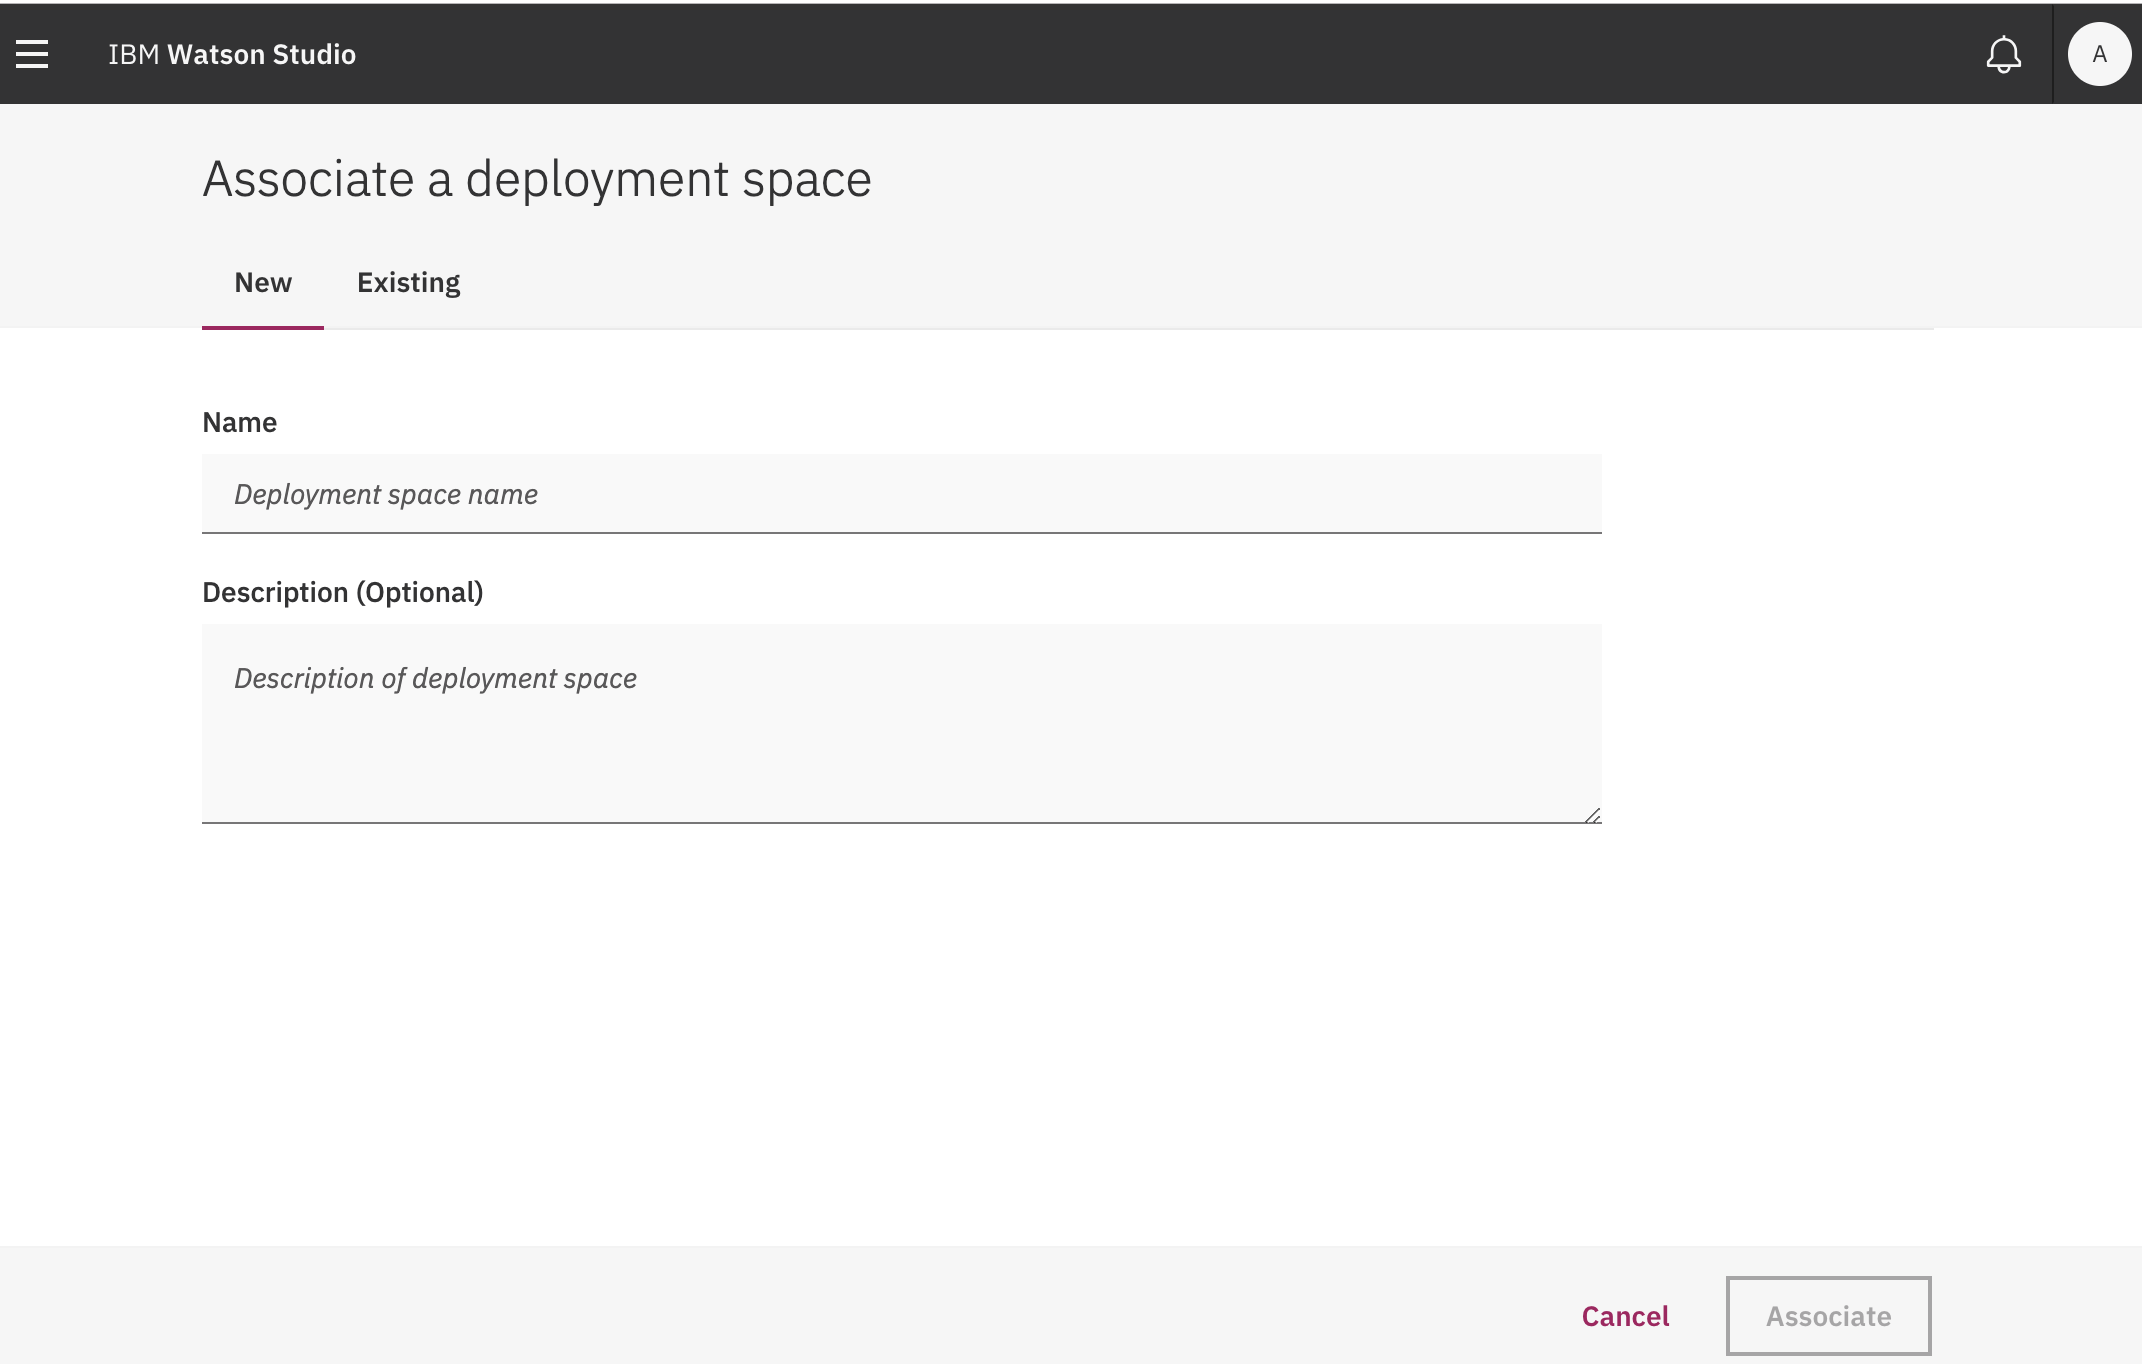 IBM Watson Studio
A
Associate a deployment space
New Existing
Name
Deployment space name
Description (Optional)
Description of deployment space
Cancel Associate